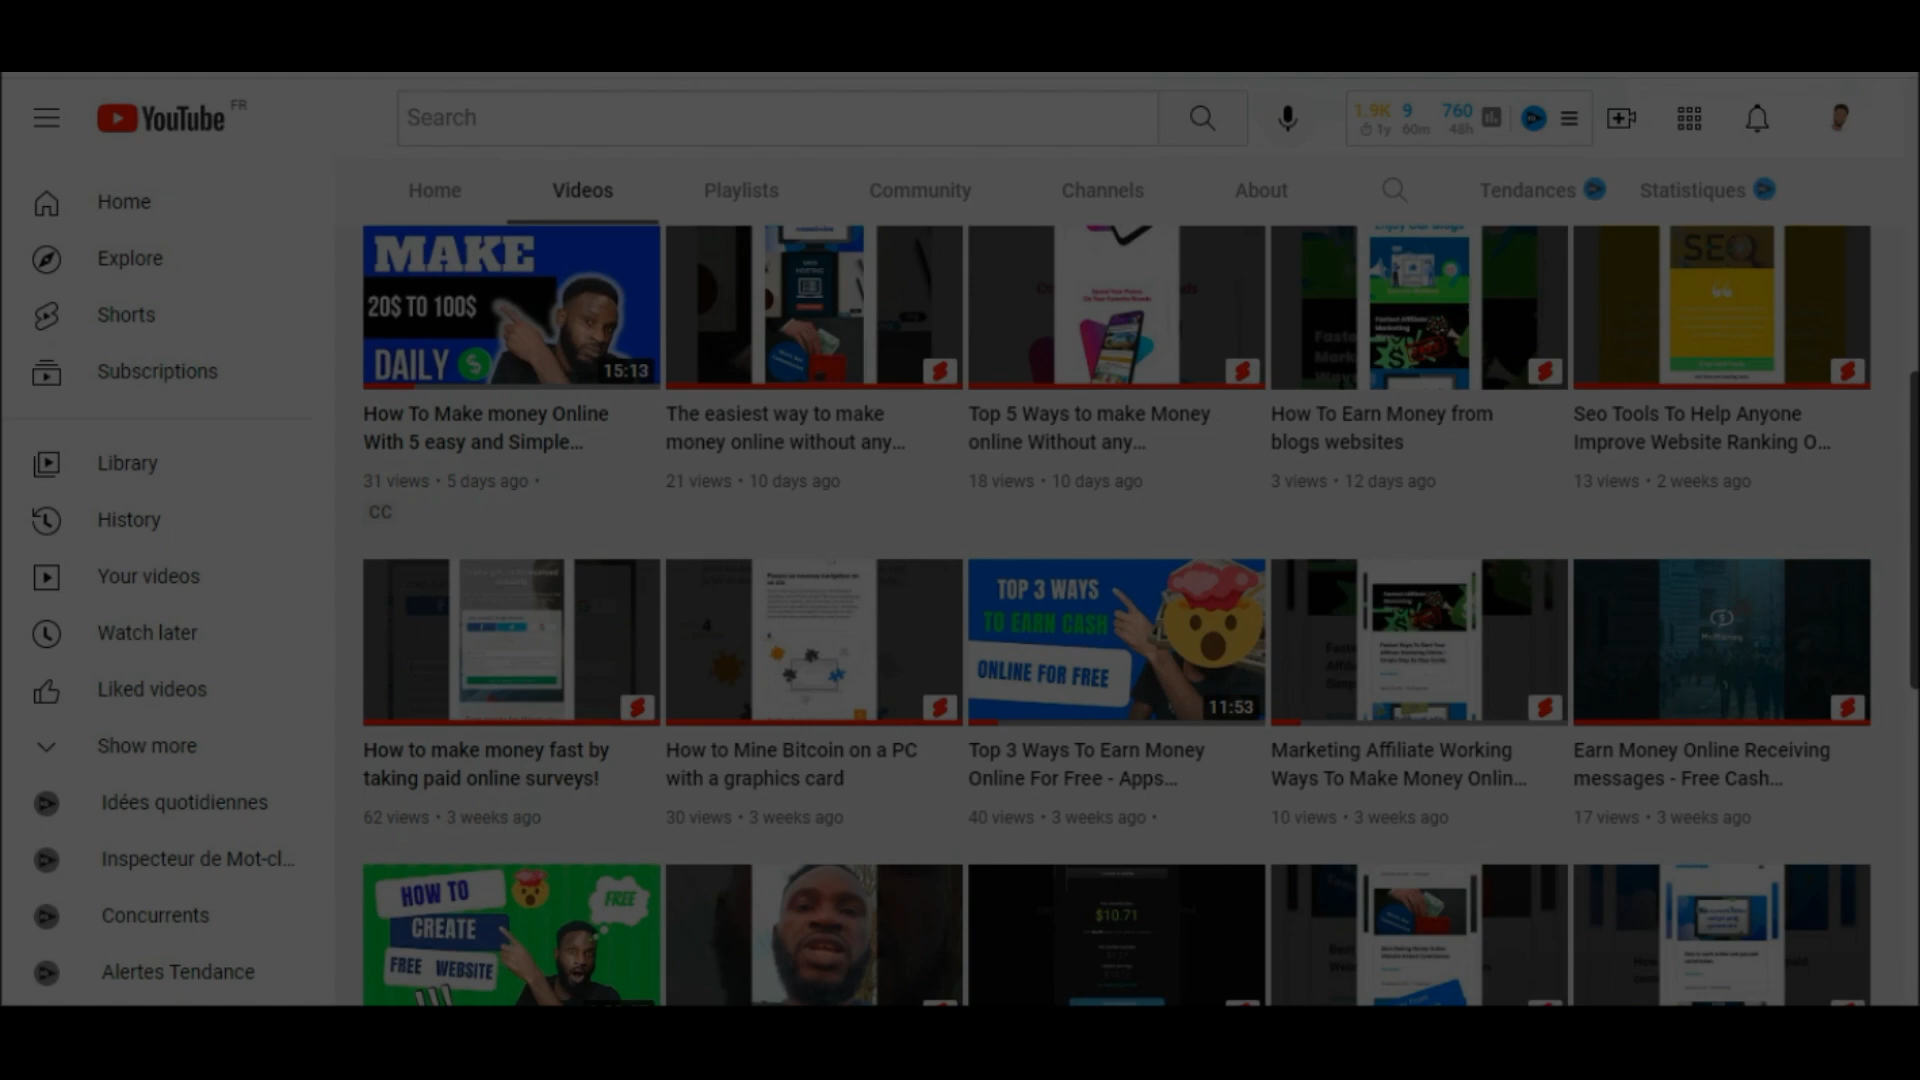 YouTube FR
Search
1.9K 9 760
1y 60m 48h
Home
Explore
Shorts
Subscriptions
Library
History
Your videos
Watch later
Liked videos
Show more
Idées quotidiennes
Inspecteur de Mot-cl...
Concurrents
Alertes Tendance
Home Videos Playlists Community Channels About Tendances Statistiques
MAKE
20$ TO 100$
DAILY $
15:13
SEO
How To Make money Online
With 5 easy and Simple...
31 views • 5 days ago •
CC
The easiest way to make
money online without any...
21 views • 10 days ago
Top 5 Ways to make Money
online Without any...
18 views • 10 days ago
How To Earn Money from
blogs websites
3 views • 12 days ago
Seo Tools To Help Anyone
Improve Website Ranking O...
13 views • 2 weeks ago
TOP 3 WAYS
TO EARN CASH
ONLINE FOR FREE
11:53
How to make money fast by
taking paid online surveys!
62 views • 3 weeks ago
How to Mine Bitcoin on a PC
with a graphics card
30 views • 3 weeks ago
Top 3 Ways To Earn Money
Online For Free - Apps...
40 views • 3 weeks ago •
Marketing Affiliate Working
Ways To Make Money Onlin...
10 views • 3 weeks ago
Earn Money Online Receiving
messages - Free Cash...
17 views • 3 weeks ago
HOW TO
CREATE
FREE WEBSITE
FREE
$10.71